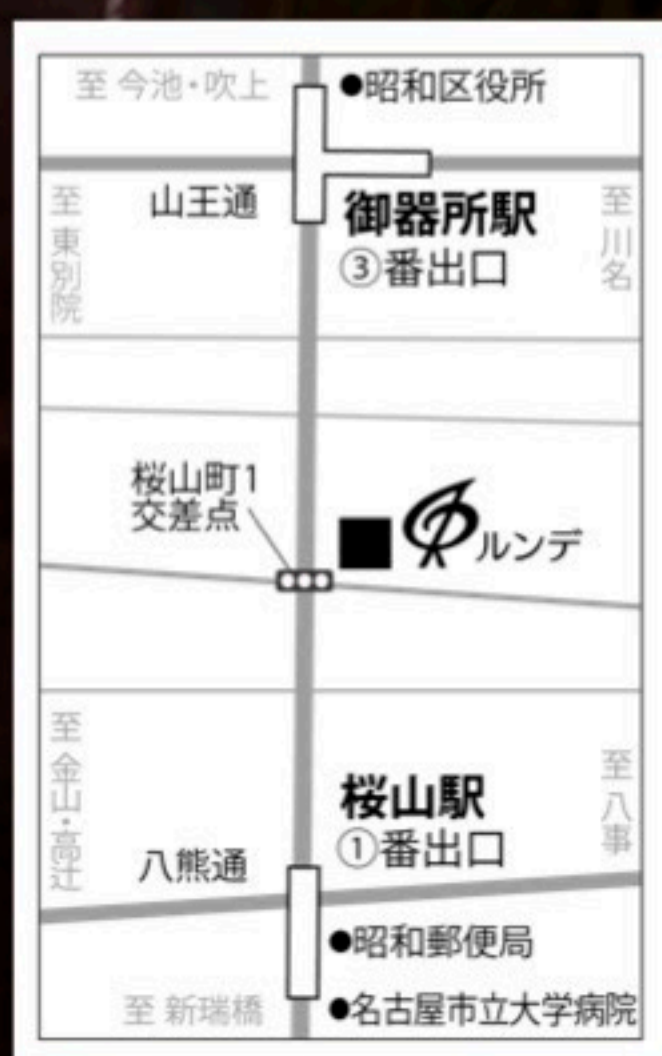 至 今池・吹上
●昭和区役所
山王通
御器所駅
③番出口
至 東別院
至 川名
桜山町1
交差点
ルンデ
桜山駅
①番出口
至 金山・高辻
至 八事
八熊通
●昭和郵便局
至 新瑞橋
●名古屋市立大学病院